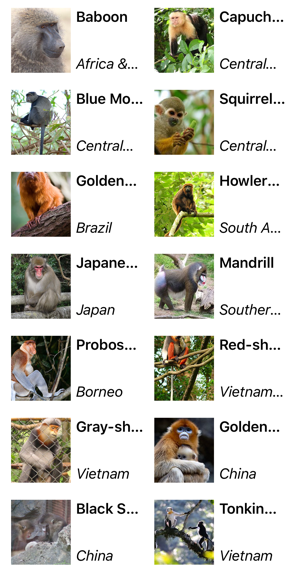 Baboon
Africa &...
Capuch...
Central...
Blue Mo...
Central...
Squirrel...
Central...
Golden...
Brazil
Howler...
South A...
Japane...
Japan
Mandrill
Souther...
Probos...
Borneo
Red-sh...
Vietnam...
Gray-sh...
Vietnam
Golden...
China
Black S...
China
Tonkin...
Vietnam